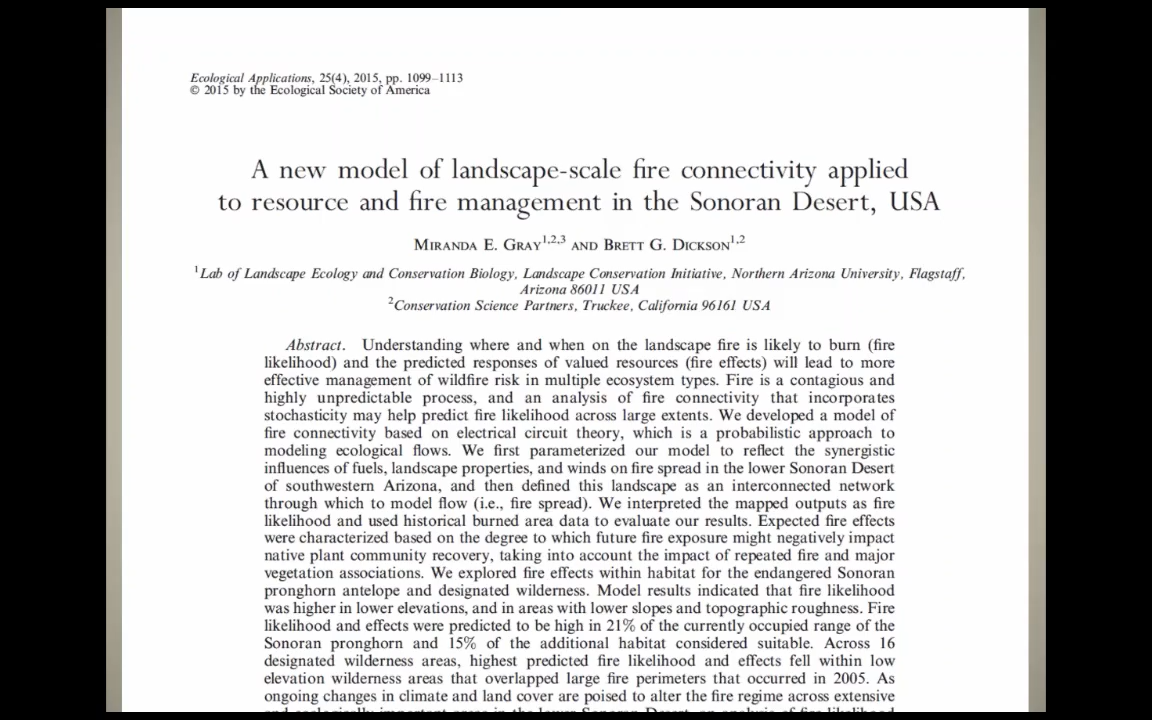 Ecological Applications, 25(4), 2015, pp. 1099–1113
© 2015 by the Ecological Society of America
A new model of landscape-scale fire connectivity applied
to resource and fire management in the Sonoran Desert, USA
MIRANDA E. GRAY1,2,3 AND BRETT G. DICKSON1,2
1Lab of Landscape Ecology and Conservation Biology, Landscape Conservation Initiative, Northern Arizona University, Flagstaff,
Arizona 86011 USA
2Conservation Science Partners, Truckee, California 96161 USA
Abstract. Understanding where and when on the landscape fire is likely to burn (fire
likelihood) and the predicted responses of valued resources (fire effects) will lead to more
effective management of wildfire risk in multiple ecosystem types. Fire is a contagious and
highly unpredictable process, and an analysis of fire connectivity that incorporates
stochasticity may help predict fire likelihood across large extents. We developed a model of
fire connectivity based on electrical circuit theory, which is a probabilistic approach to
modeling ecological flows. We first parameterized our model to reflect the synergistic
influences of fuels, landscape properties, and winds on fire spread in the lower Sonoran Desert
of southwestern Arizona, and then defined this landscape as an interconnected network
through which to model flow (i.e., fire spread). We interpreted the mapped outputs as fire
likelihood and used historical burned area data to evaluate our results. Expected fire effects
were characterized based on the degree to which future fire exposure might negatively impact
native plant community recovery, taking into account the impact of repeated fire and major
vegetation associations. We explored fire effects within habitat for the endangered Sonoran
pronghorn antelope and designated wilderness. Model results indicated that fire likelihood
was higher in lower elevations, and in areas with lower slopes and topographic roughness. Fire
likelihood and effects were predicted to be high in 21% of the currently occupied range of the
Sonoran pronghorn and 15% of the additional habitat considered suitable. Across 16
designated wilderness areas, highest predicted fire likelihood and effects fell within low
elevation wilderness areas that overlapped large fire perimeters that occurred in 2005. As
ongoing changes in climate and land cover are poised to alter the fire regime across extensive